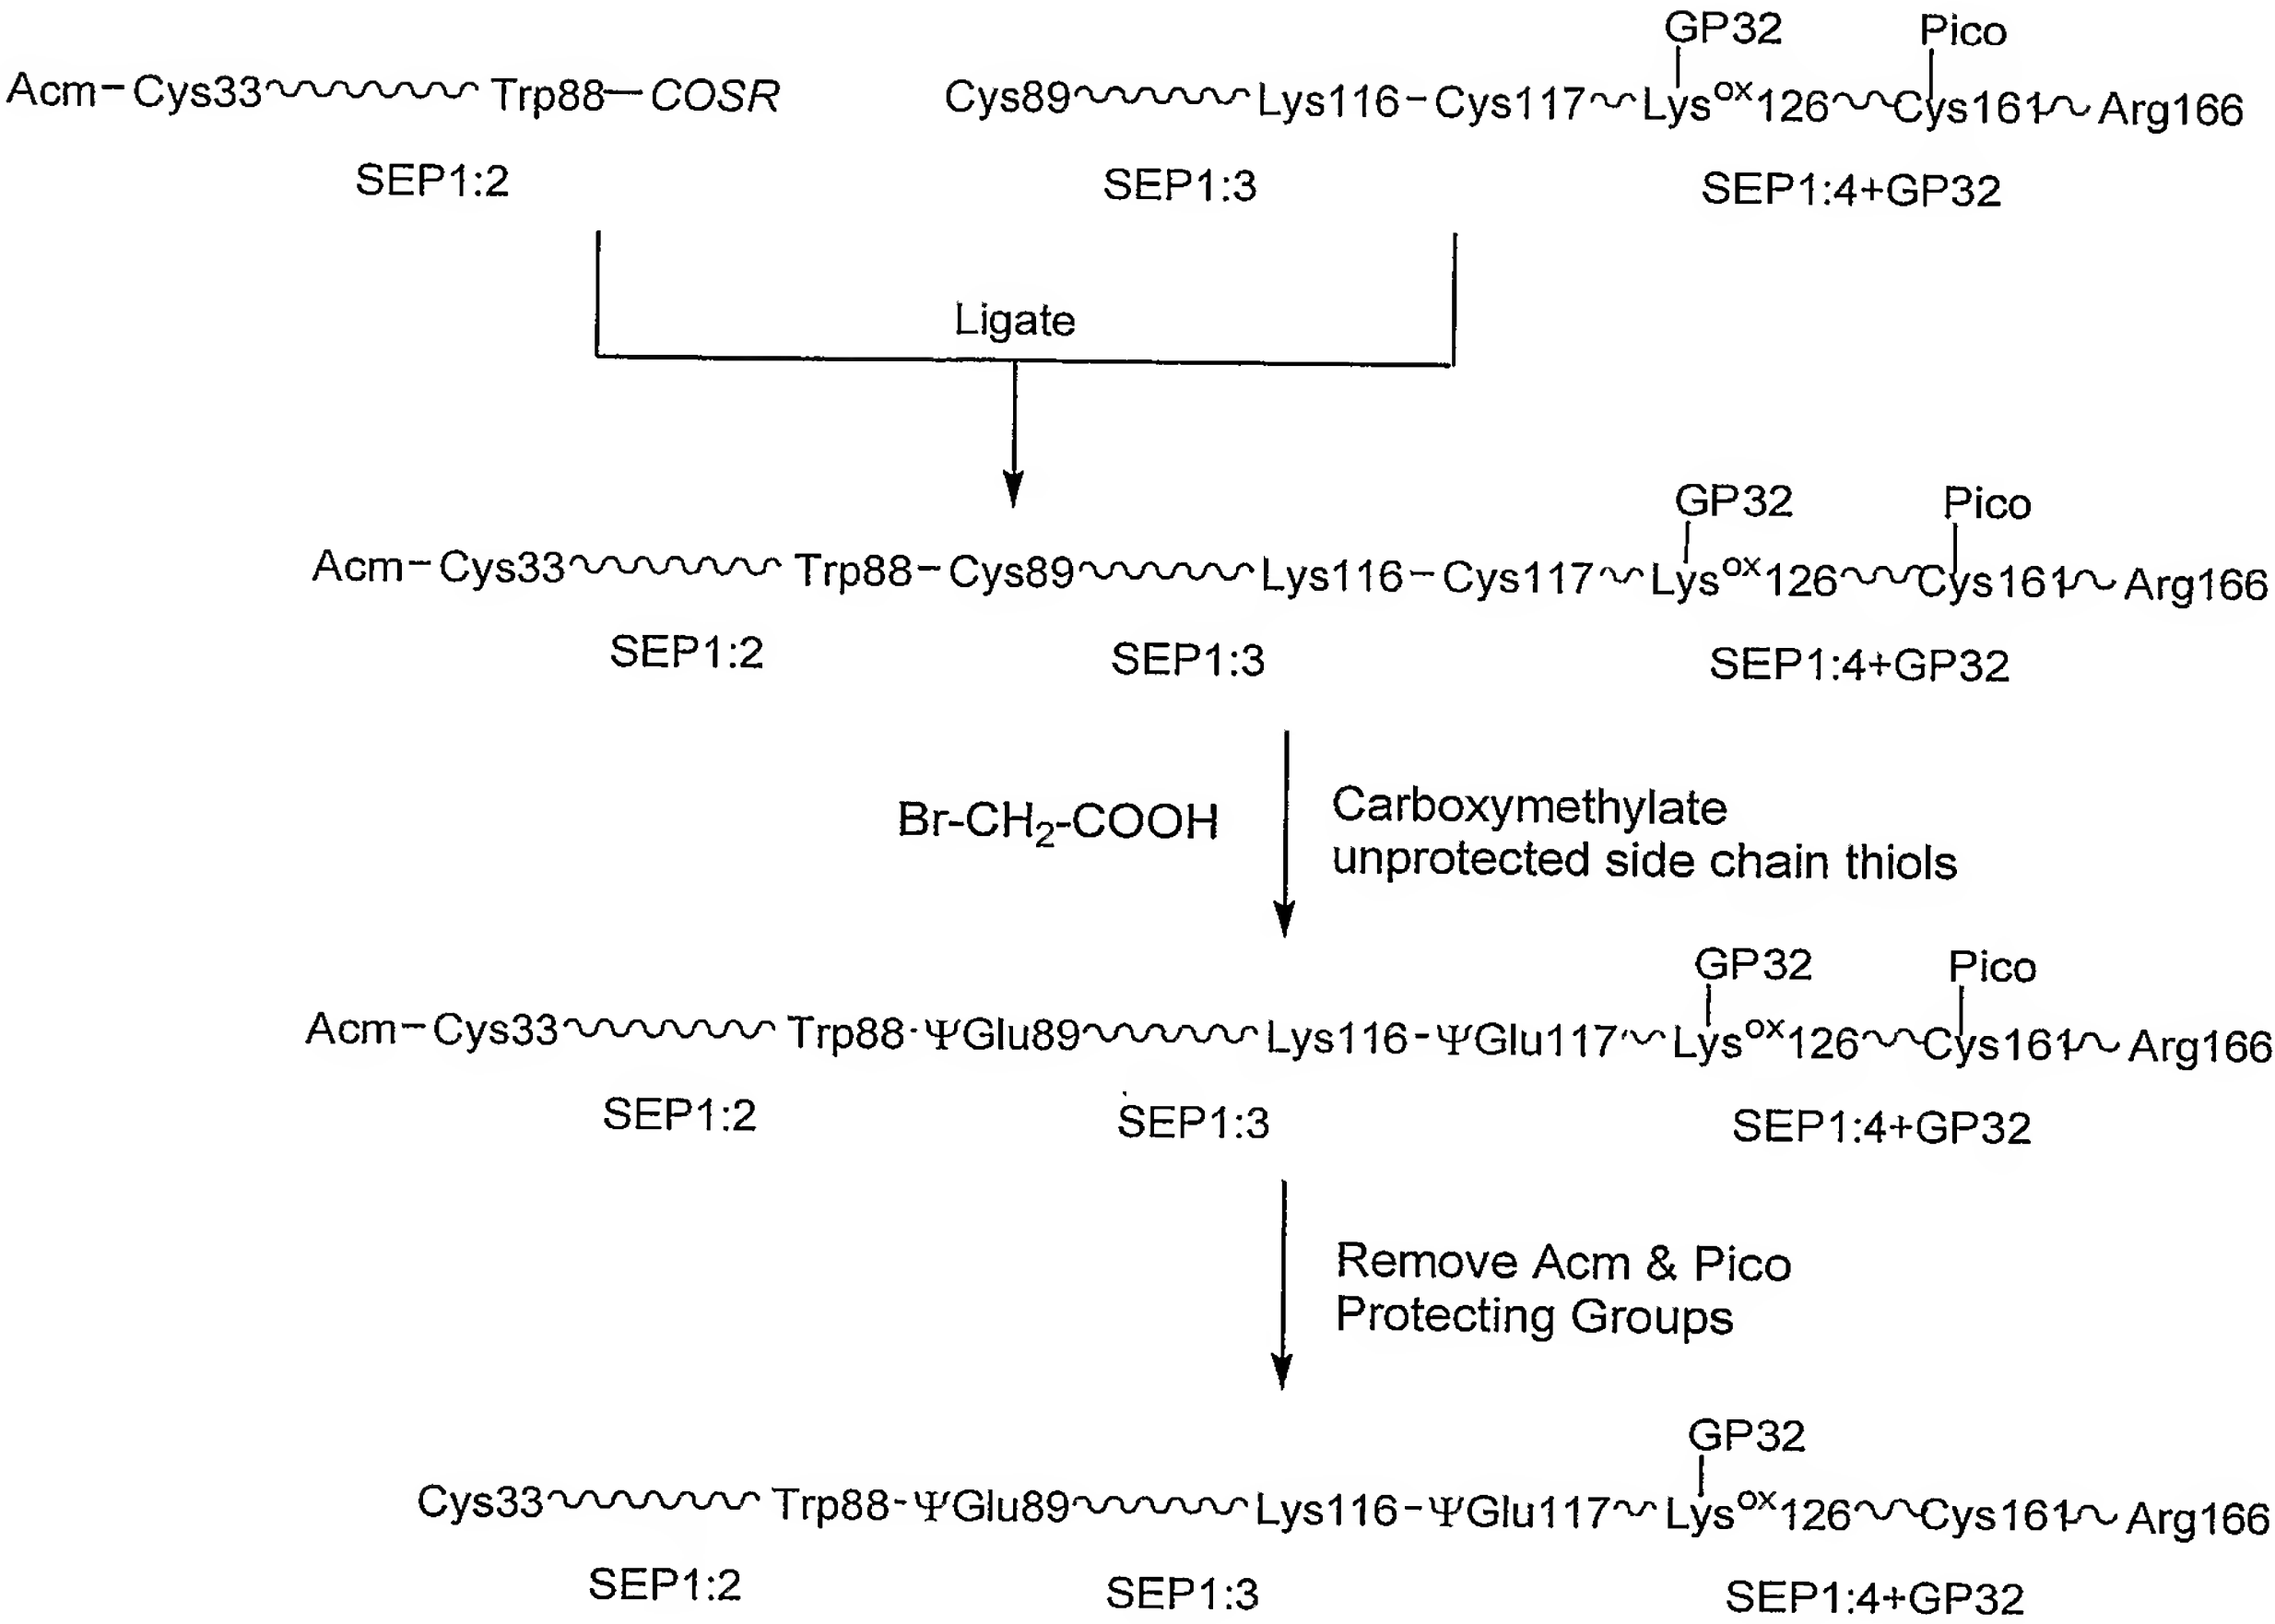 GP32 Pico
Acm–Cys33 Trp88—COSR Cys89 Lys116–Cys117 Lysᵒˣ126 Cys161 Arg166
SEP1:2 SEP1:3 SEP1:4+GP32
Ligate
GP32 Pico
Acm–Cys33 Trp88–Cys89 Lys116–Cys117 Lysᵒˣ126 Cys161 Arg166
SEP1:2 SEP1:3 SEP1:4+GP32
Br-CH₂-COOH Carboxymethylate
unprotected side chain thiols
GP32 Pico
Acm–Cys33 Trp88·ΨGlu89 Lys116-ΨGlu117 Lysᵒˣ126 Cys161 Arg166
SEP1:2 SEP1:3 SEP1:4+GP32
Remove Acm & Pico
Protecting Groups
GP32
Cys33 Trp88-ΨGlu89 Lys116–ΨGlu117 Lysᵒˣ126 Cys161 Arg166
SEP1:2 SEP1:3 SEP1:4+GP32